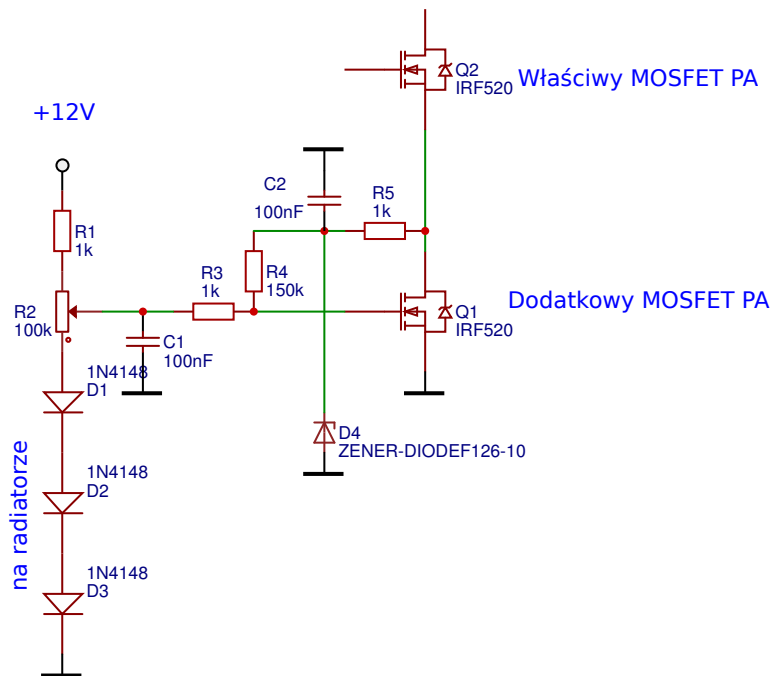 Q2
IRF520
Właściwy MOSFET PA
+12V
C2
100nF
R5
1k
R1
1k
R3
1k
R4
150k
R2
100k
C1
100nF
Q1
IRF520
Dodatkowy MOSFET PA
1N4148
D1
D4
ZENER-DIODEF126-10
na radiatorze
1N4148
D2
1N4148
D3